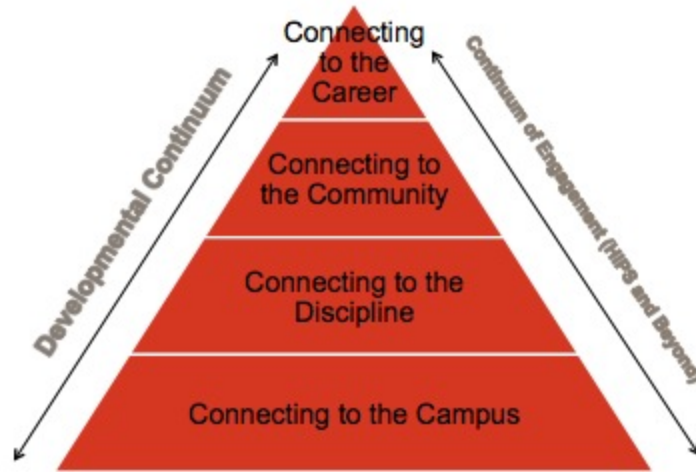 Connecting
to the
Career
Connecting to
the Community
Connecting to the
Discipline
Connecting to the Campus
Developmental Continuum
Continuum of Engagement (HIPS and Beyond)